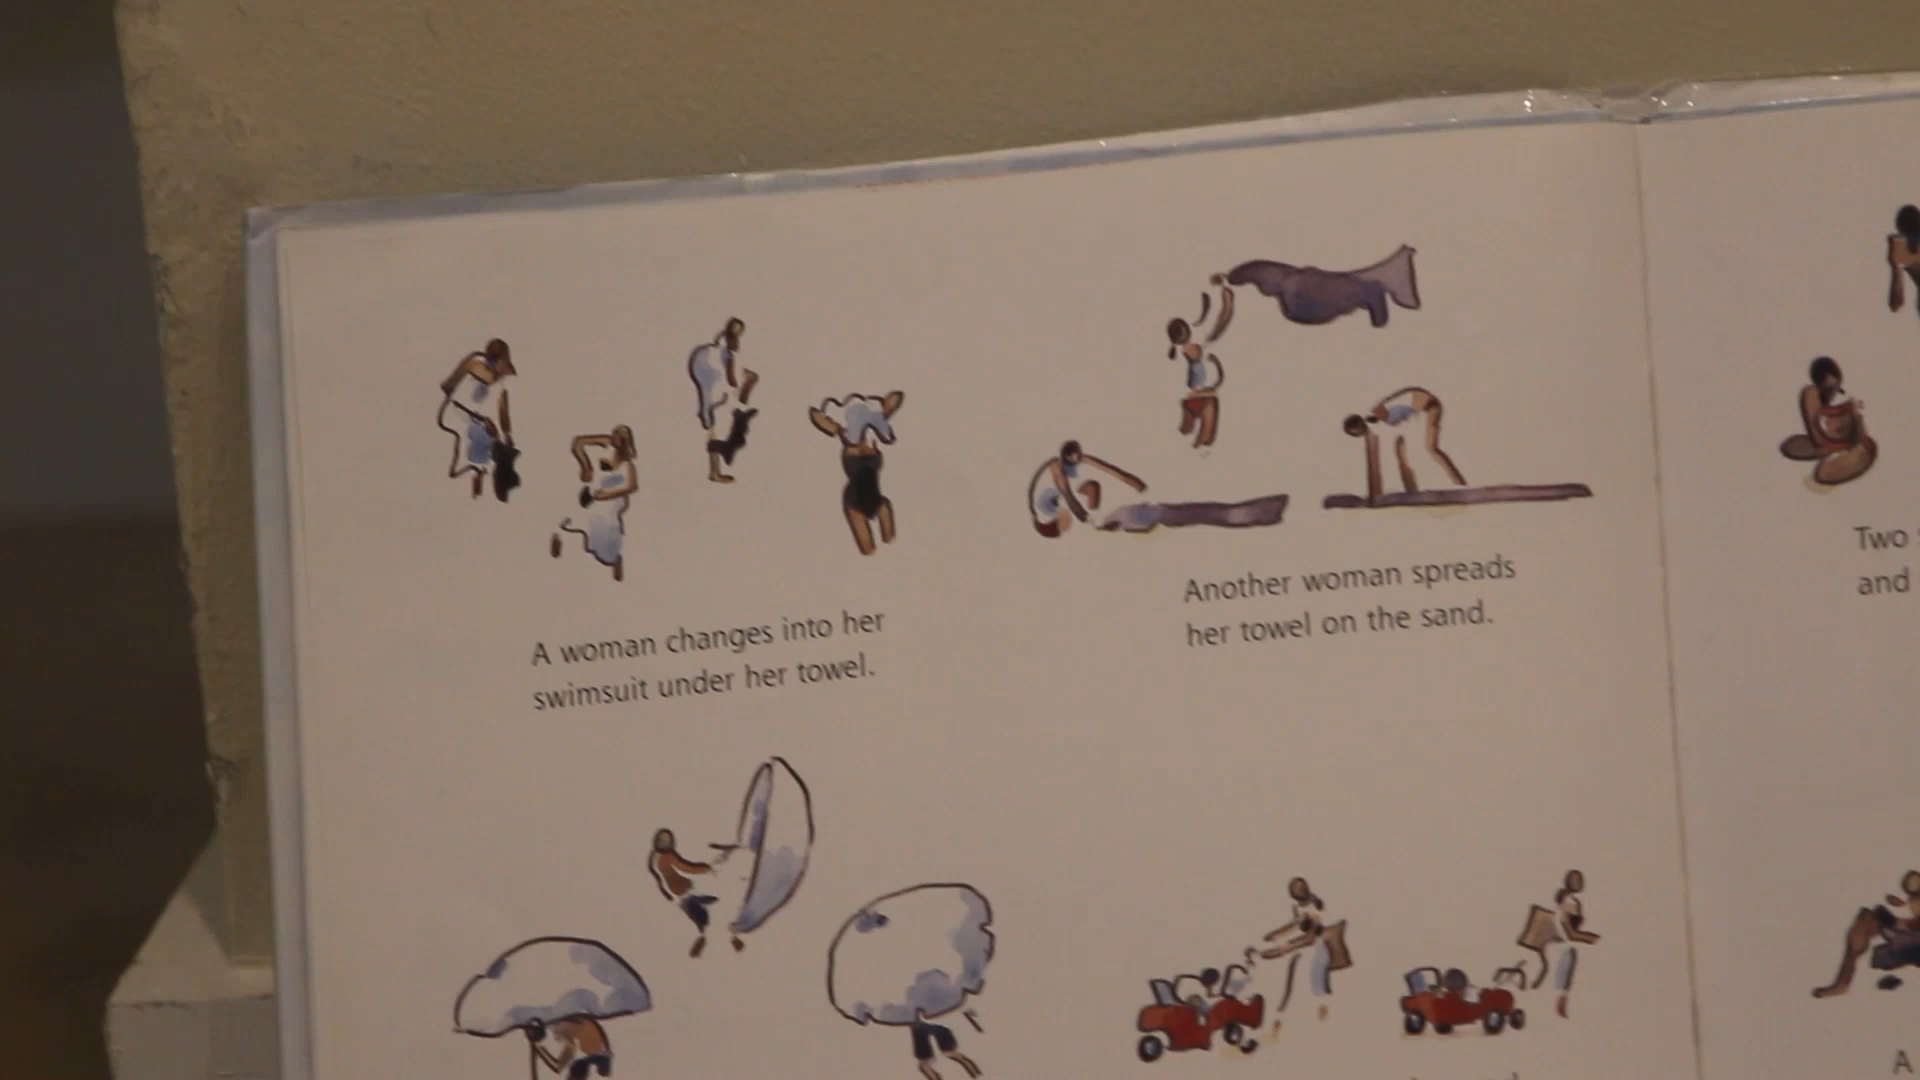 A woman changes into her
swimsuit under her towel.
Another woman spreads
her towel on the sand.
Two
and
A